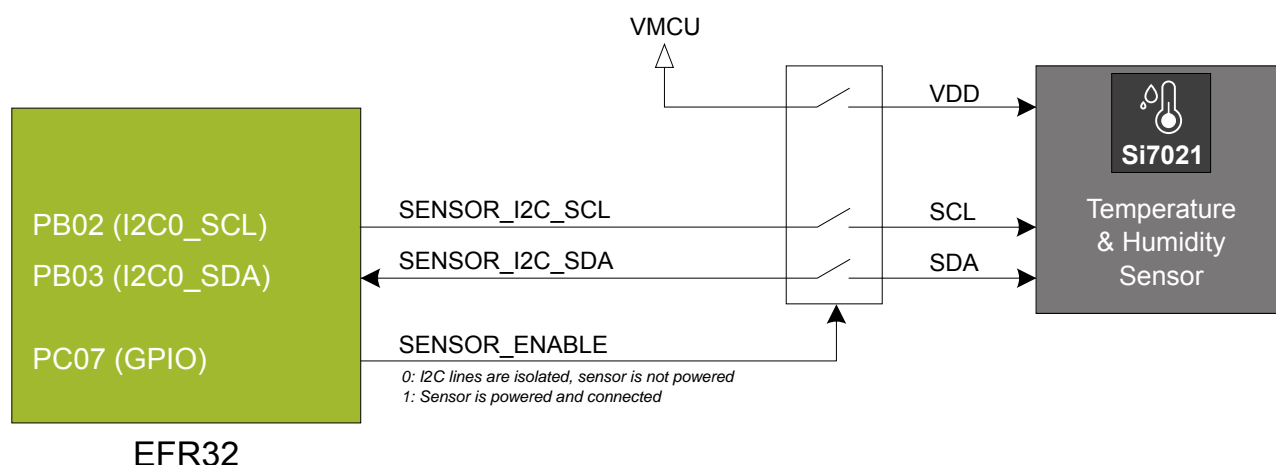 VMCU
VDD
Si7021
PB02 (I2C0_SCL)
SENSOR_I2C_SCL
SCL
Temperature
& Humidity
Sensor
PB03 (I2C0_SDA)
SENSOR_I2C_SDA
SDA
PC07 (GPIO)
SENSOR_ENABLE
0: I2C lines are isolated, sensor is not powered
1: Sensor is powered and connected
EFR32